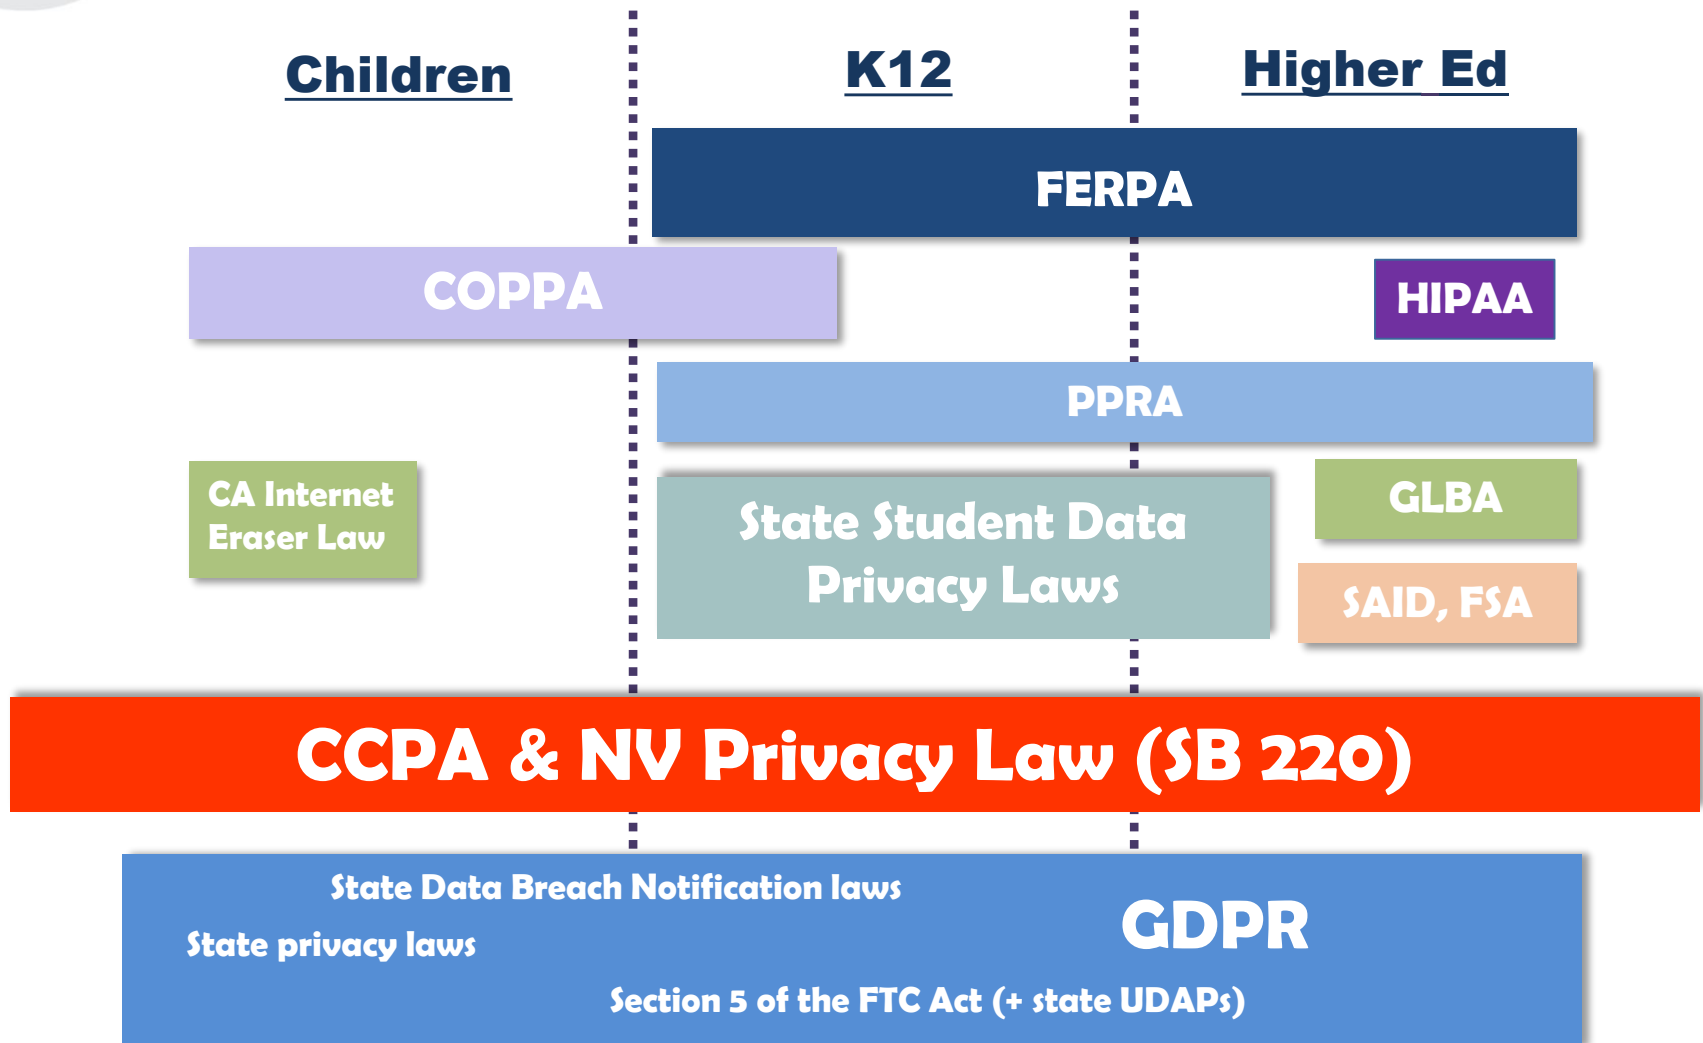 Children
K12
Higher Ed
FERPA
COPPA
HIPAA
PPRA
CA Internet
Eraser Law
State Student Data
Privacy Laws
GLBA
SAID, FSA
CCPA & NV Privacy Law (SB 220)
State Data Breach Notification laws
GDPR
State privacy laws
Section 5 of the FTC Act (+ state UDAPs)